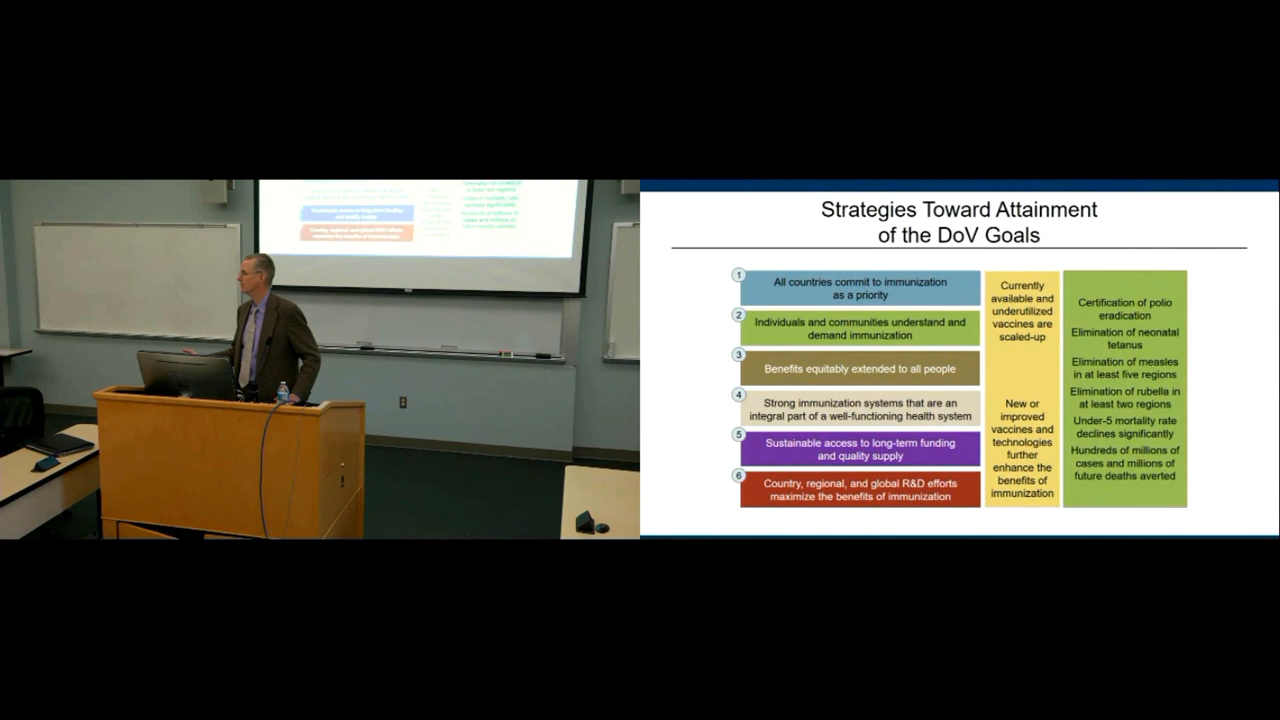 Strategies Toward Attainment
of the DoV Goals
1
All countries commit to immunization
as a priority
2
Individuals and communities understand and
demand immunization
3
Benefits equitably extended to all people
4
Strong immunization systems that are an
integral part of a well-functioning health system
5
Sustainable access to long-term funding
and quality supply
6
Country, regional, and global R&D efforts
maximize the benefits of immunization
Currently
available and
underutilized
vaccines are
scaled-up
New or
improved
vaccines and
technologies
further
enhance the
benefits of
immunization
Certification of polio
eradication
Elimination of neonatal
tetanus
Elimination of measles
in at least five regions
Elimination of rubella in
at least two regions
Under-5 mortality rate
declines significantly
Hundreds of millions of
cases and millions of
future deaths averted